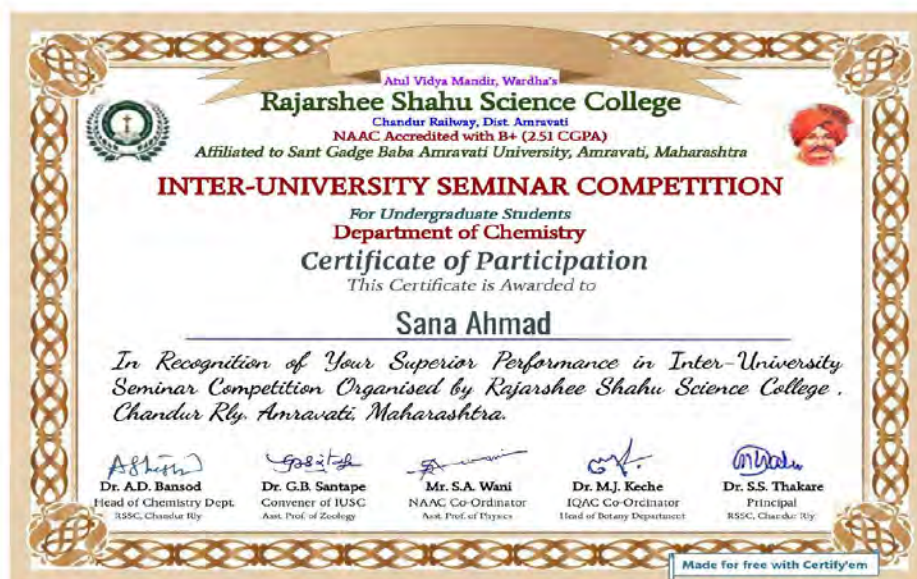 Atul Vidya Mandir, Wardha's
Rajarshee Shahu Science College
Chandur Railway, Dist. Amravati
NAAC Accredited with B+ (2.51 CGPA)
Affiliated to Sant Gadge Baba Amravati University, Amravati, Maharashtra
INTER-UNIVERSITY SEMINAR COMPETITION
For Undergraduate Students
Department of Chemistry
Certificate of Participation
This Certificate is Awarded to
Sana Ahmad
In Recognition of Your Superior Performance in Inter-University
Seminar Competition Organised by Rajarshee Shahu Science College .
Chandur Rly. Amravati, Maharashtra.
Dr. A.D. Bansod
Head of Chemistry Dept.
RSSC, Chandur Rly
Dr. G.B. Santape
Convener of IUSC
Asst. Prof. of Zoology
Mr. S.A. Wani
NAAC Co-Ordinator
Asst. Prof. of Physics
Dr. M.J. Keche
IQAC Co-Ordinator
Head of Botany Department
Dr. S.S. Thakare
Principal
RSSC, Chandur Rly
Made for free with Certify'em